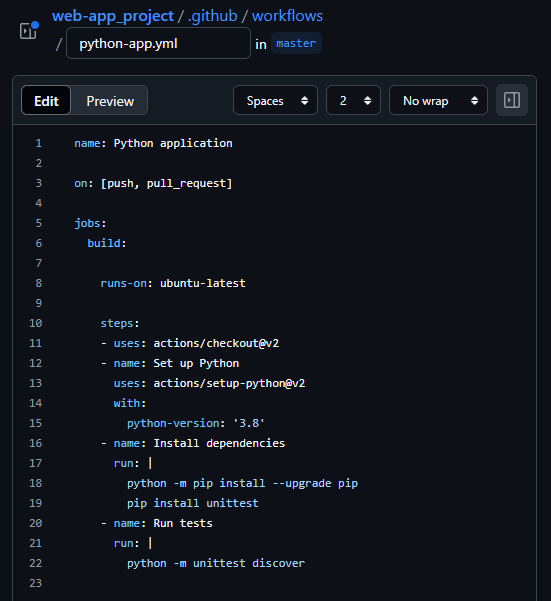 web-app_project / .github / workflows
/ python-app.yml in master
Edit Preview Spaces 2 No wrap
1 name: Python application
2
3 on: [push, pull_request]
4
5 jobs:
6   build:
7
8     runs-on: ubuntu-latest
9
10     steps:
11     - uses: actions/checkout@v2
12     - name: Set up Python
13       uses: actions/setup-python@v2
14       with:
15         python-version: '3.8'
16     - name: Install dependencies
17       run: |
18         python -m pip install --upgrade pip
19         pip install unittest
20     - name: Run tests
21       run: |
22         python -m unittest discover
23